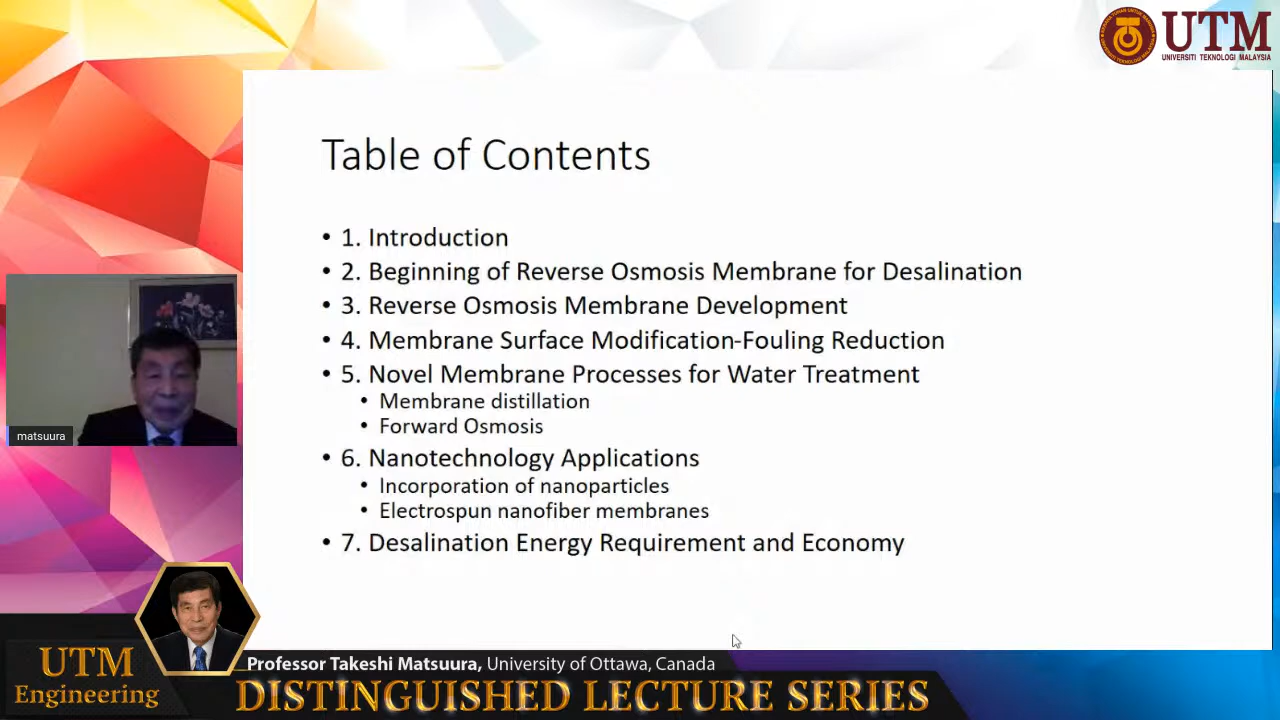 UTM
UNIVERSITI TEKNOLOGI MALAYSIA
Table of Contents
• 1. Introduction
• 2. Beginning of Reverse Osmosis Membrane for Desalination
• 3. Reverse Osmosis Membrane Development
• 4. Membrane Surface Modification-Fouling Reduction
• 5. Novel Membrane Processes for Water Treatment
• Membrane distillation
• Forward Osmosis
• 6. Nanotechnology Applications
• Incorporation of nanoparticles
• Electrospun nanofiber membranes
• 7. Desalination Energy Requirement and Economy
matsuura
UTM
Engineering
Professor Takeshi Matsuura, University of Ottawa, Canada
DISTINGUISHED LECTURE SERIES